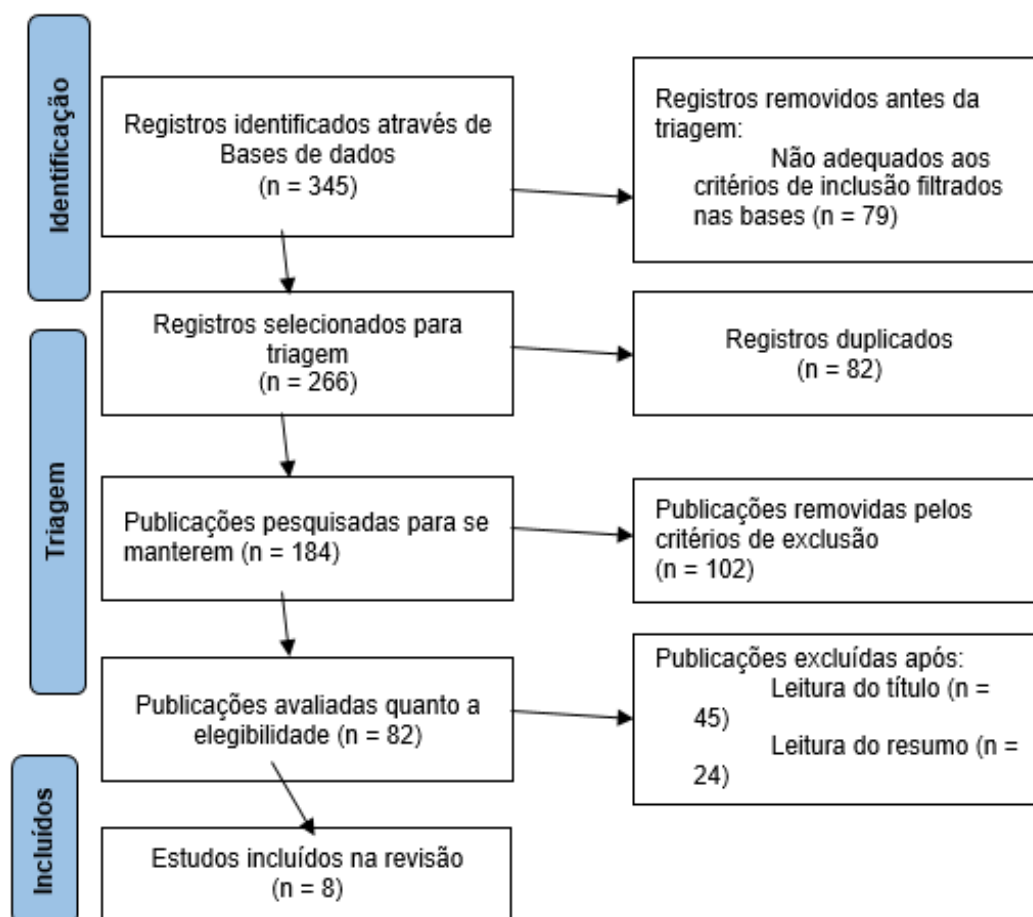 Identificação
Registros identificados através de
Bases de dados
(n = 345)
Registros removidos antes da
triagem:
Não adequados aos
critérios de inclusão filtrados
nas bases (n = 79)
Triagem
Registros selecionados para
triagem
(n = 266)
Registros duplicados
(n = 82)
Publicações pesquisadas para se
manterem (n = 184)
Publicações removidas pelos
critérios de exclusão
(n = 102)
Publicações avaliadas quanto a
elegibilidade (n = 82)
Publicações excluídas após:
Leitura do título (n =
45)
Leitura do resumo (n =
24)
Incluídos
Estudos incluídos na revisão
(n = 8)